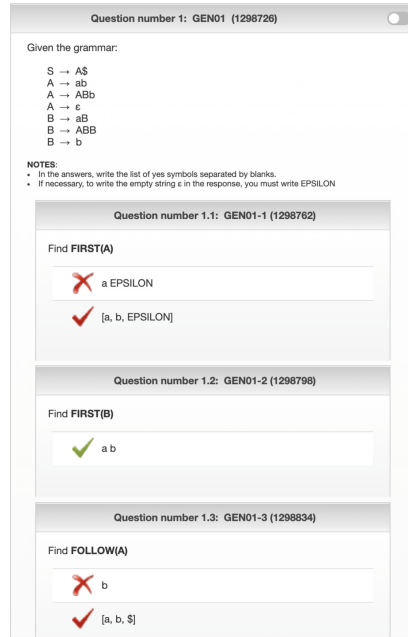 Question number 1: GEN01 (1298726)
Given the grammar:
S → A$
A → ab
A → ABb
A → ε
B → aB
B → ABB
B → b
NOTES:
• In the answers, write the list of yes symbols separated by blanks.
• If necessary, to write the empty string ε in the response, you must write EPSILON
Question number 1.1: GEN01-1 (1298762)
Find FIRST(A)
a EPSILON
[a, b, EPSILON]
Question number 1.2: GEN01-2 (1298798)
Find FIRST(B)
a b
Question number 1.3: GEN01-3 (1298834)
Find FOLLOW(A)
b
[a, b, $]